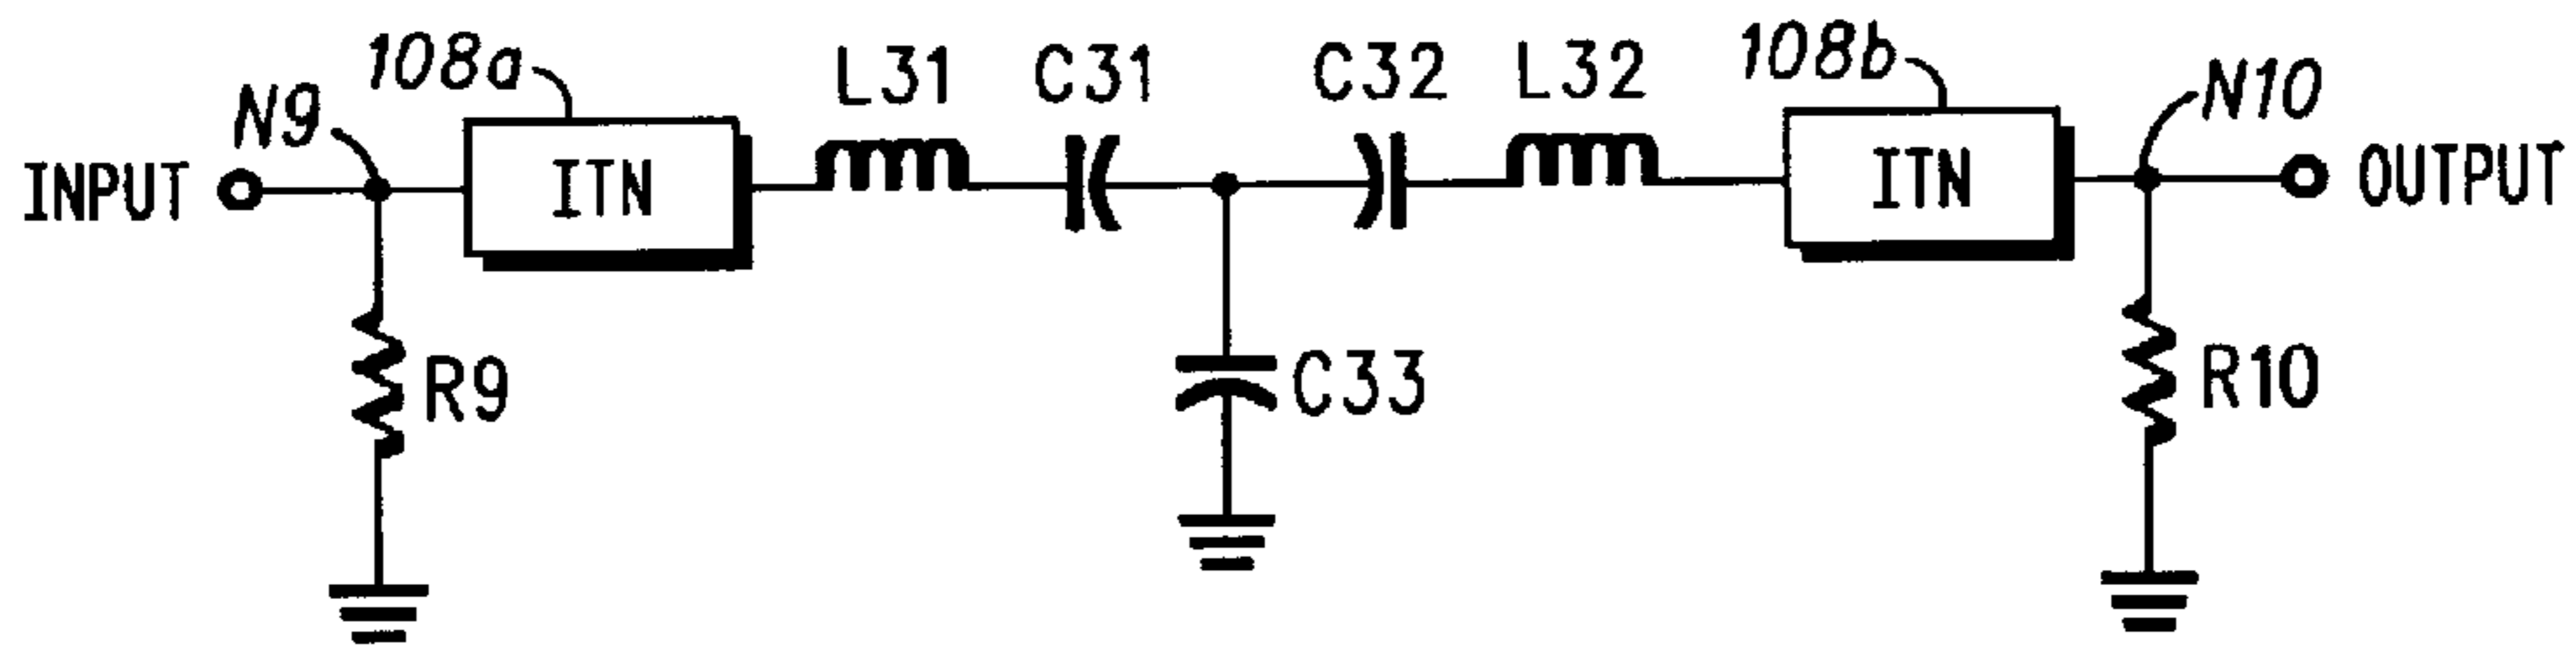 INPUT
N9
108a
ITN
L31
C31
C32
L32
108b
ITN
N10
OUTPUT
R9
C33
R10